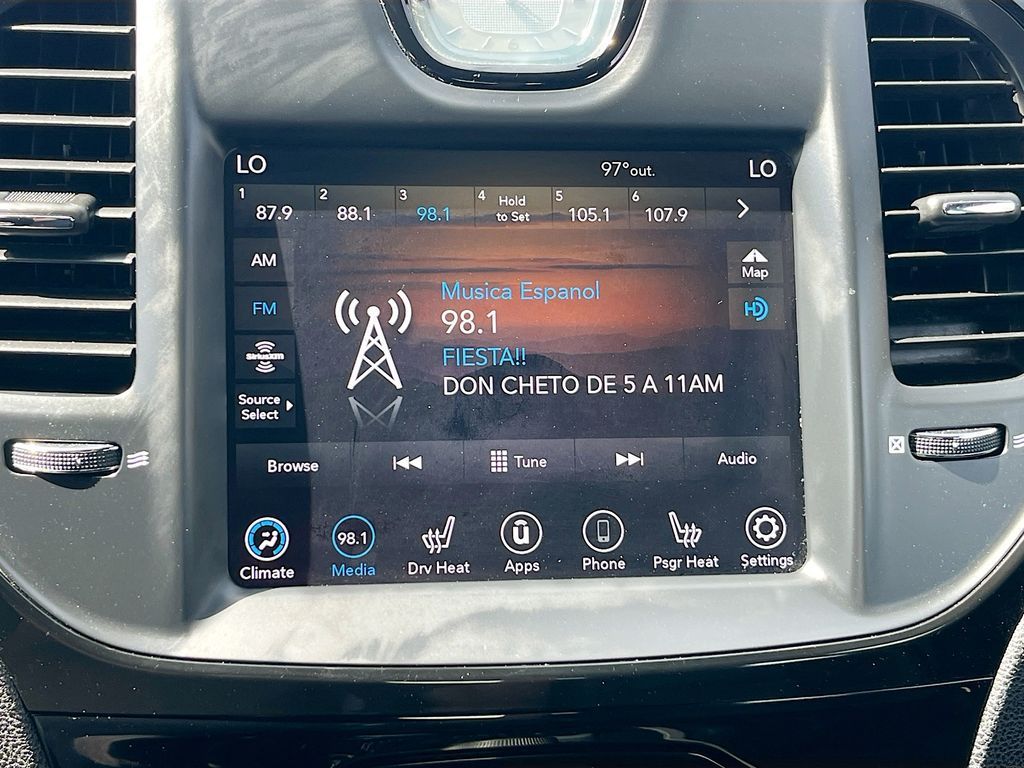 LO
97°out.
LO
1 87.9
2 88.1
3 98.1
4 Hold
to Set
5 105.1
6 107.9
AM
FM
SiriusXM
Source
Select
Map
HD
Musica Espanol
98.1
FIESTA!!
DON CHETO DE 5 A 11AM
Browse
Tune
Audio
Climate
98.1
Media
Drv Heat
u
Apps
Phone
Psgr Heat
Settings